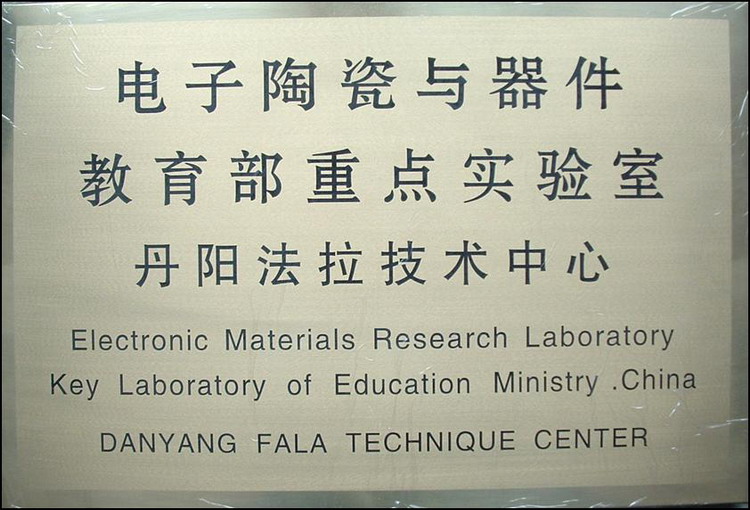 电子陶瓷与器件
教育部重点实验室
丹阳法拉技术中心
Electronic Materials Research Laboratory
Key Laboratory of Education Ministry .China
DANYANG FALA TECHNIQUE CENTER